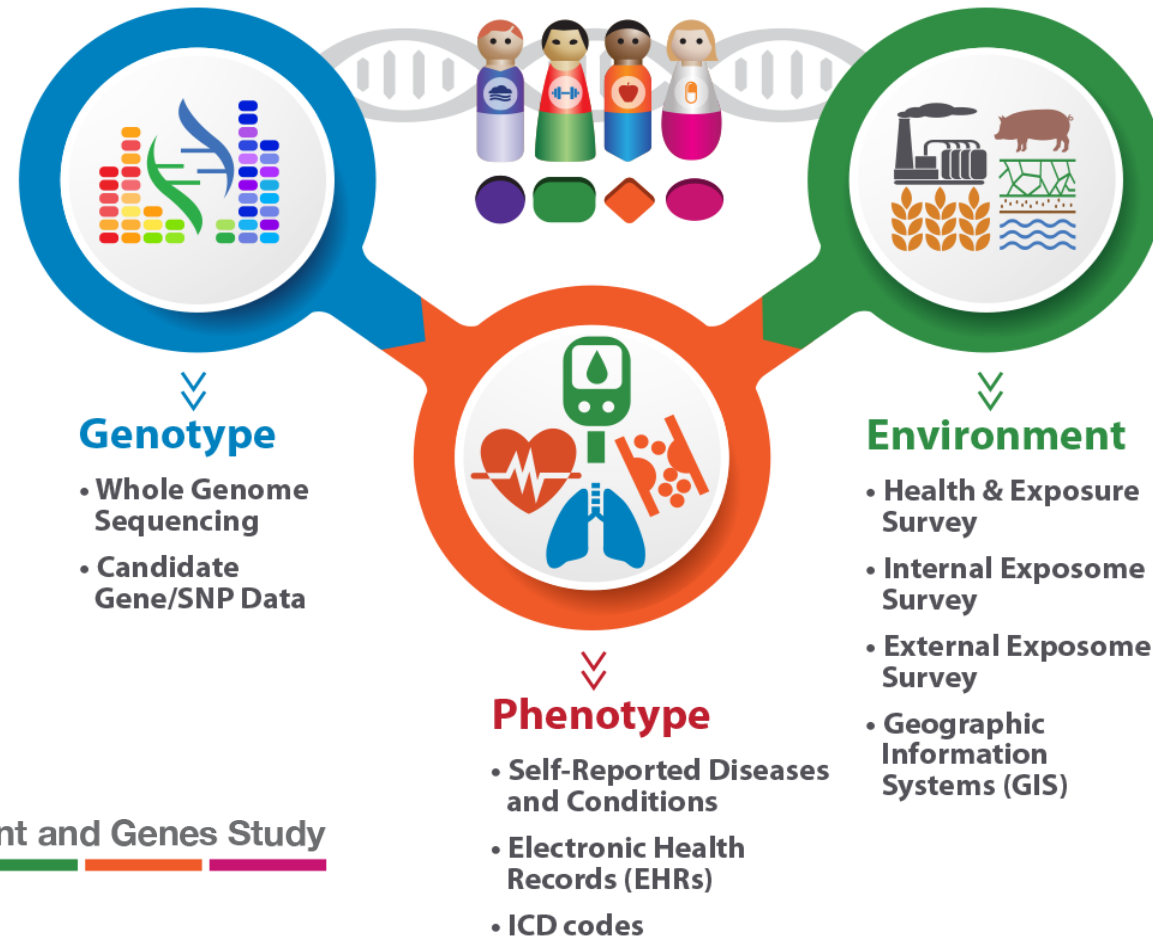 Genotype
• Whole Genome
Sequencing
• Candidate
Gene/SNP Data
Phenotype
• Self-Reported Diseases
and Conditions
• Electronic Health
Records (EHRs)
• ICD codes
Environment
• Health & Exposure
Survey
• Internal Exposome
Survey
• External Exposome
Survey
• Geographic
Information
Systems (GIS)
and Genes Study